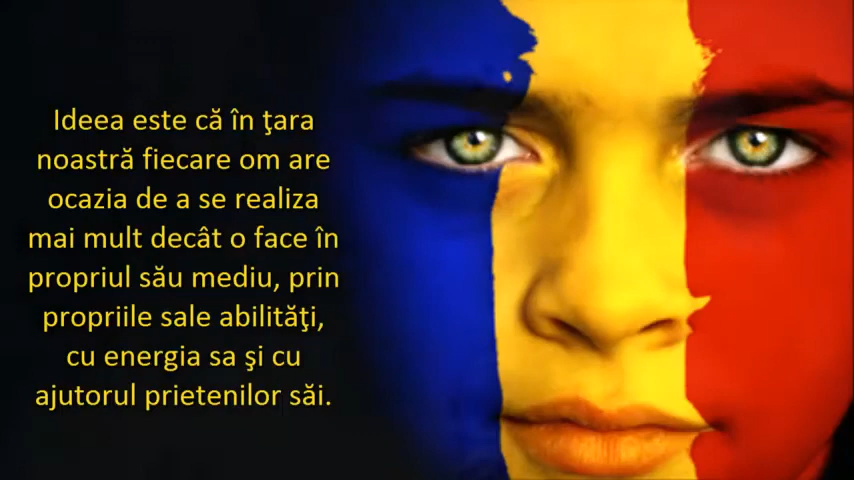 Ideea este că în ţara
noastră fiecare om are
ocazia de a se realiza
mai mult decât o face în
propriul său mediu, prin
propriile sale abilităţi,
cu energia sa şi cu
ajutorul prietenilor săi.